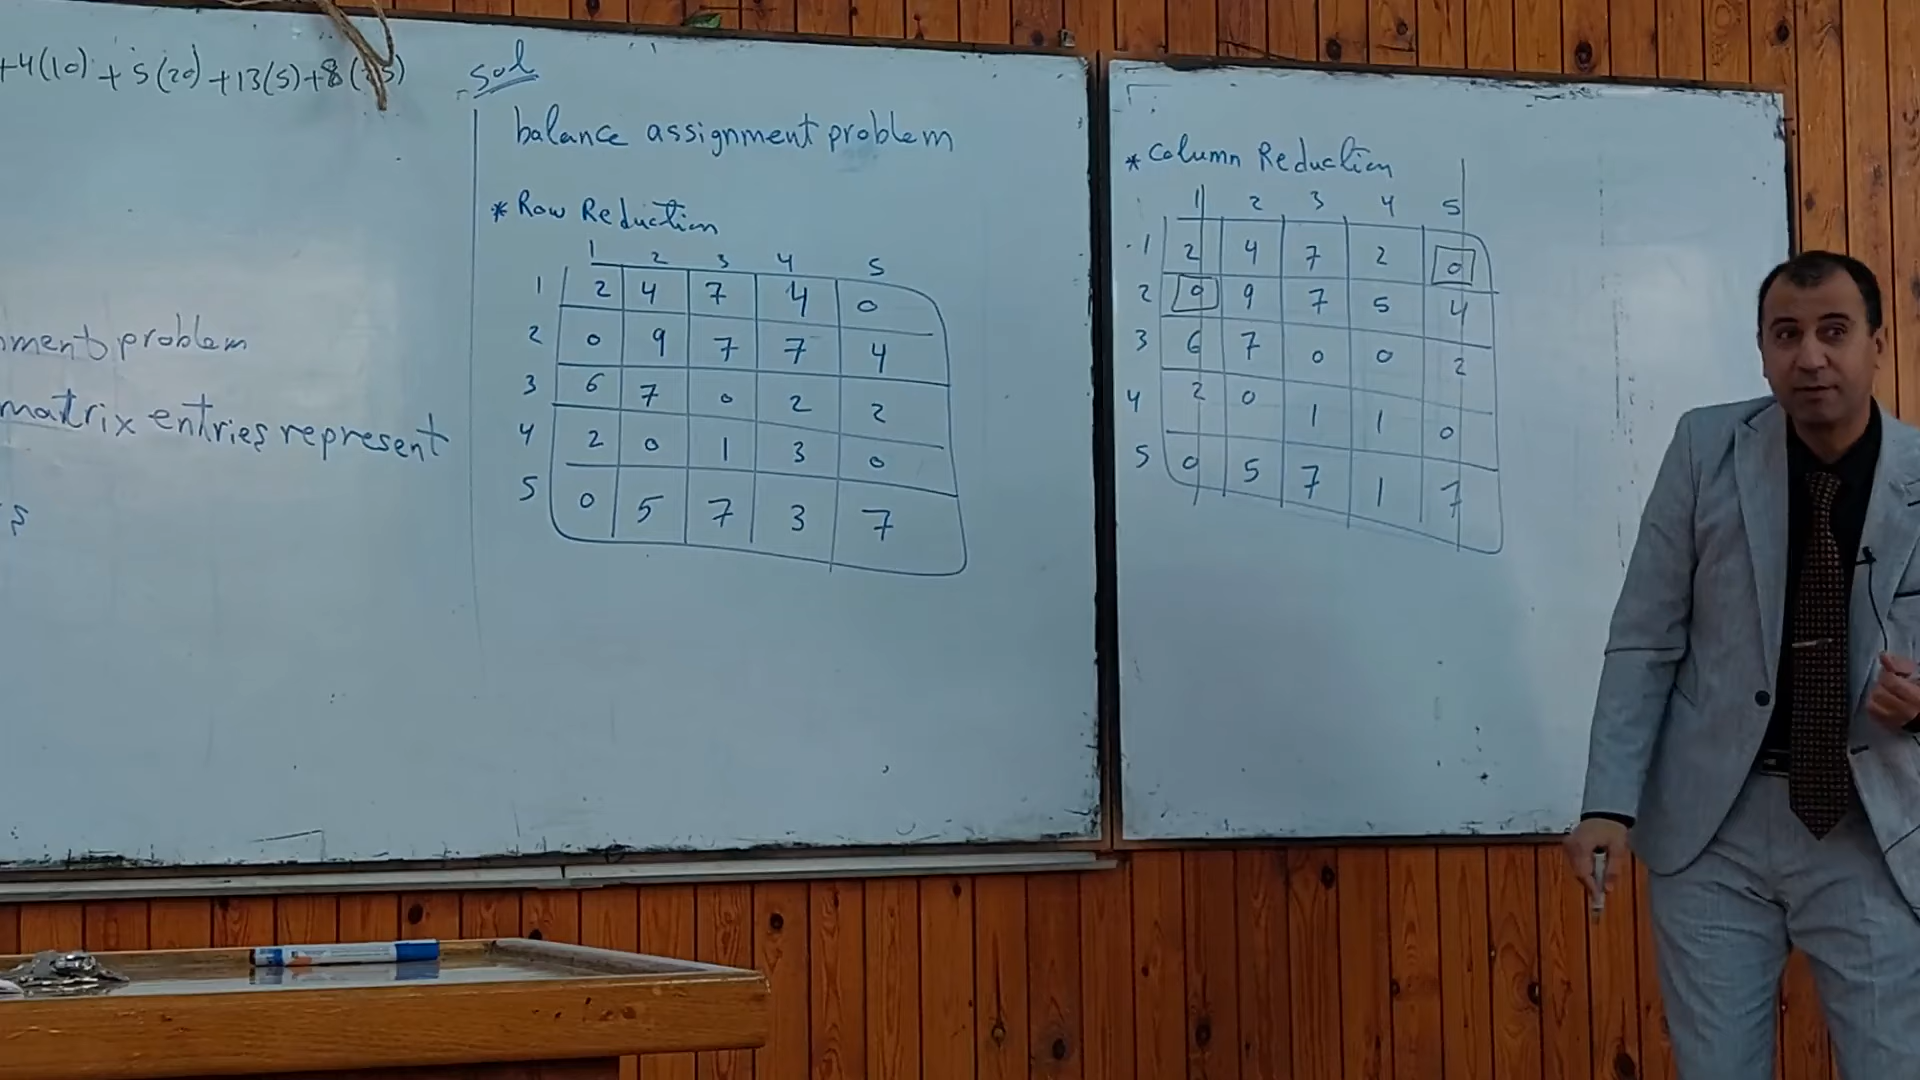 +4(10) + 5(20) +13(5)+8( 5)
nment problem
matrix entries represent
s
Sol
balance assignment problem
* Row Reduction
1 2 3 4 5
1 2 4 7 4 0
2 0 9 7 7 4
3 6 7 0 2 2
4 2 0 1 3 0
5 0 5 7 3 7
* Column Reduction
1 2 3 4 5
1 2 4 7 2 0
2 0 9 7 5 4
3 6 7 0 0 2
4 2 0 1 1 0
5 0 5 7 1 7